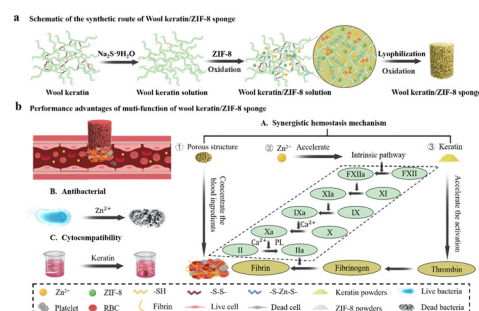 a Schematic of the synthetic route of Wool keratin/ZIF-8 sponge
Na₂S·9H₂O
ZIF-8
Oxidation
Lyophilization
Oxidation
Wool keratin
Wool keratin solution
Wool keratin/ZIF-8 solution
Wool keratin/ZIF-8 sponge
b Performance advantages of muti-function of wool keratin/ZIF-8 sponge
A. Synergistic hemostasis mechanism
① Porous structure
② Zn²⁺ Accelerate
Intrinsic pathway
③ Keratin
Concentrate the
blood ingredients
Accelerate the activation
FXIIa
FXII
XIa
XI
IXa
IX
Ca²⁺
Xa
X
Ca²⁺ PL
II
IIa
Fibrin
Fibrinogen
Thrombin
B. Antibacterial
Zn²⁺
C. Cytocompatibility
Keratin
Zn²⁺
ZIF-8
-SH
-S-S-
-S-Zn-S-
Keratin powders
Live bacteria
Platelet
RBC
Fibrin
Live cell
Dead cell
ZIF-8 powders
Dead bacteria